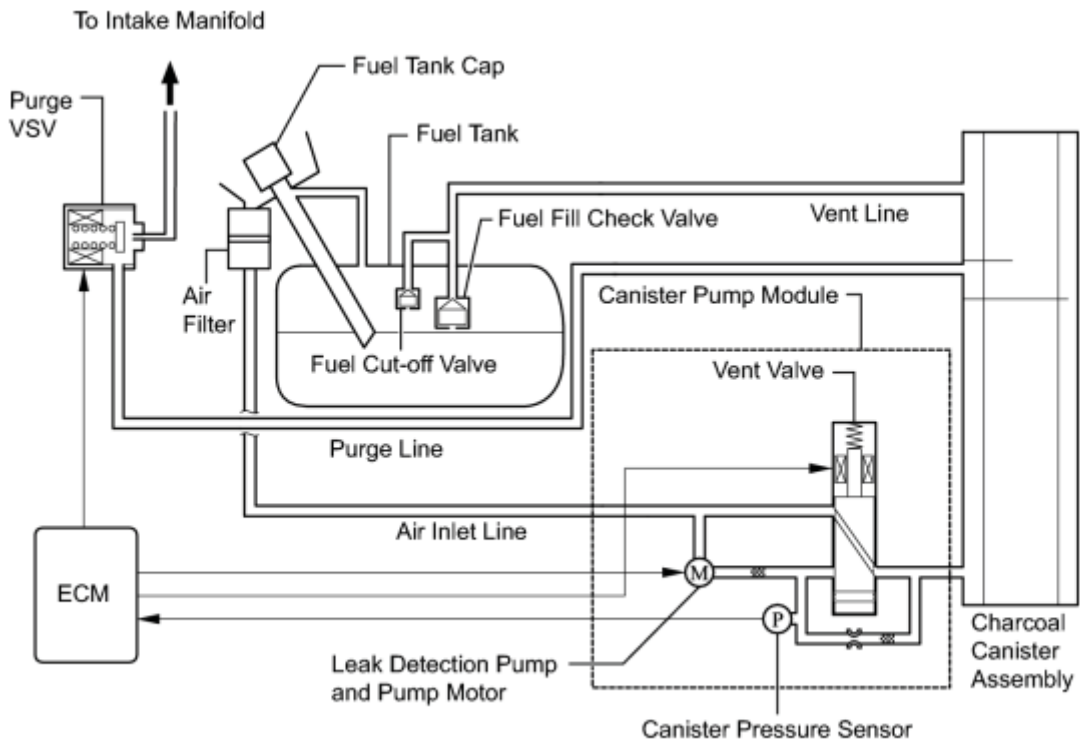 To Intake Manifold
Purge
VSV
Fuel Tank Cap
Fuel Tank
Vent Line
Fuel Fill Check Valve
Air
Filter
Canister Pump Module
Fuel Cut-off Valve
Vent Valve
Purge Line
Air Inlet Line
ECM
M
P
Leak Detection Pump
and Pump Motor
Charcoal
Canister
Assembly
Canister Pressure Sensor